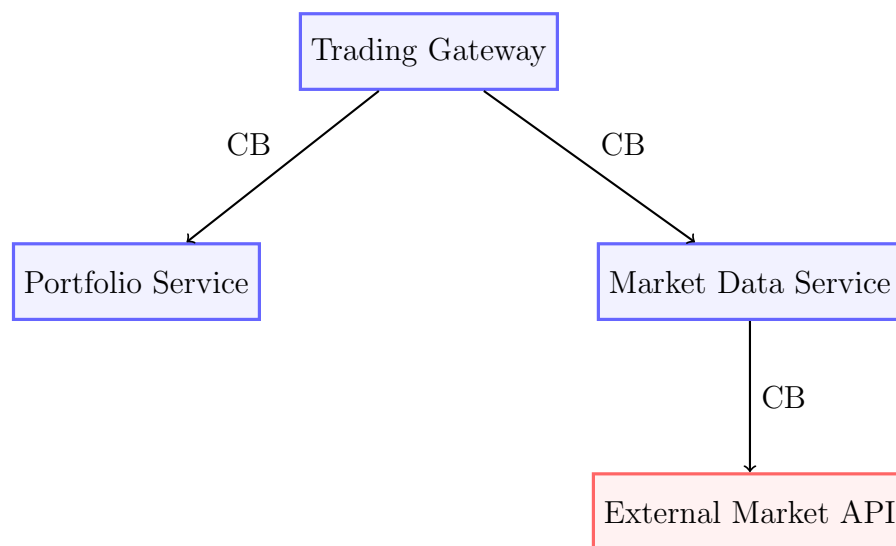 Trading Gateway
CB
CB
Portfolio Service
Market Data Service
CB
External Market API